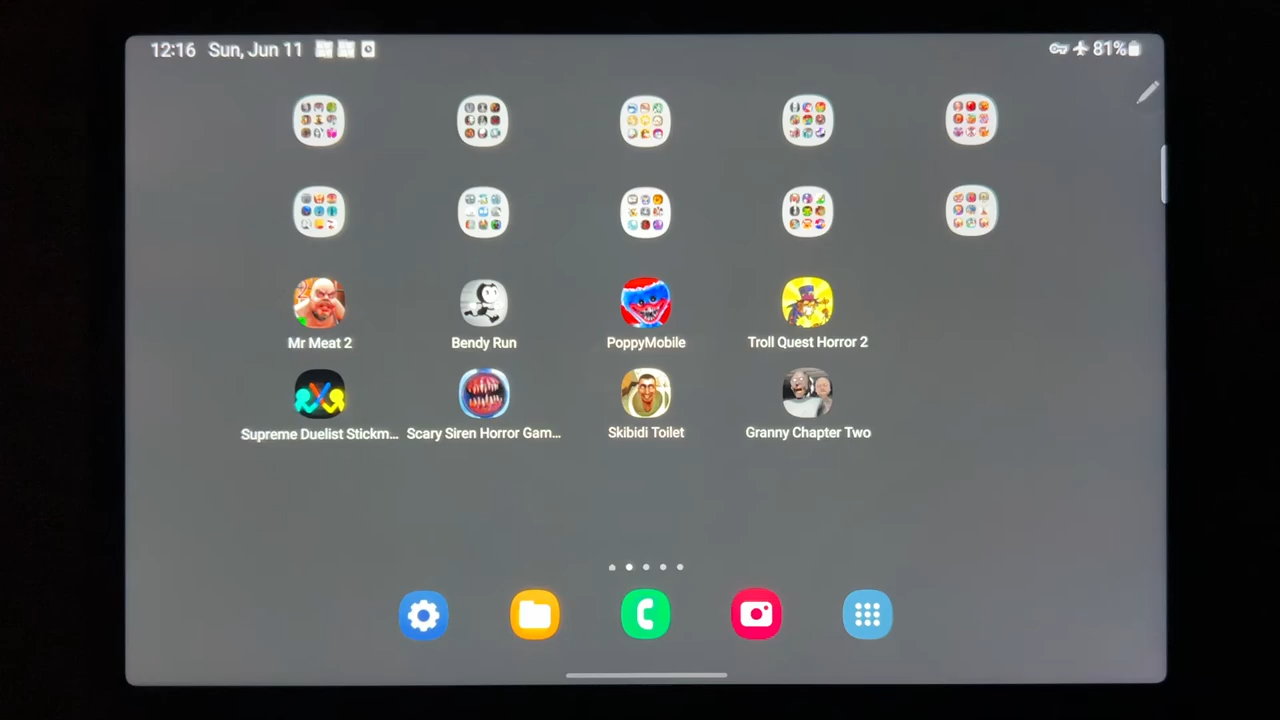 12:16 Sun, Jun 11
81%
Mr Meat 2
Bendy Run
PoppyMobile
Troll Quest Horror 2
Supreme Duelist Stickm...
Scary Siren Horror Gam...
Skibidi Toilet
Granny Chapter Two